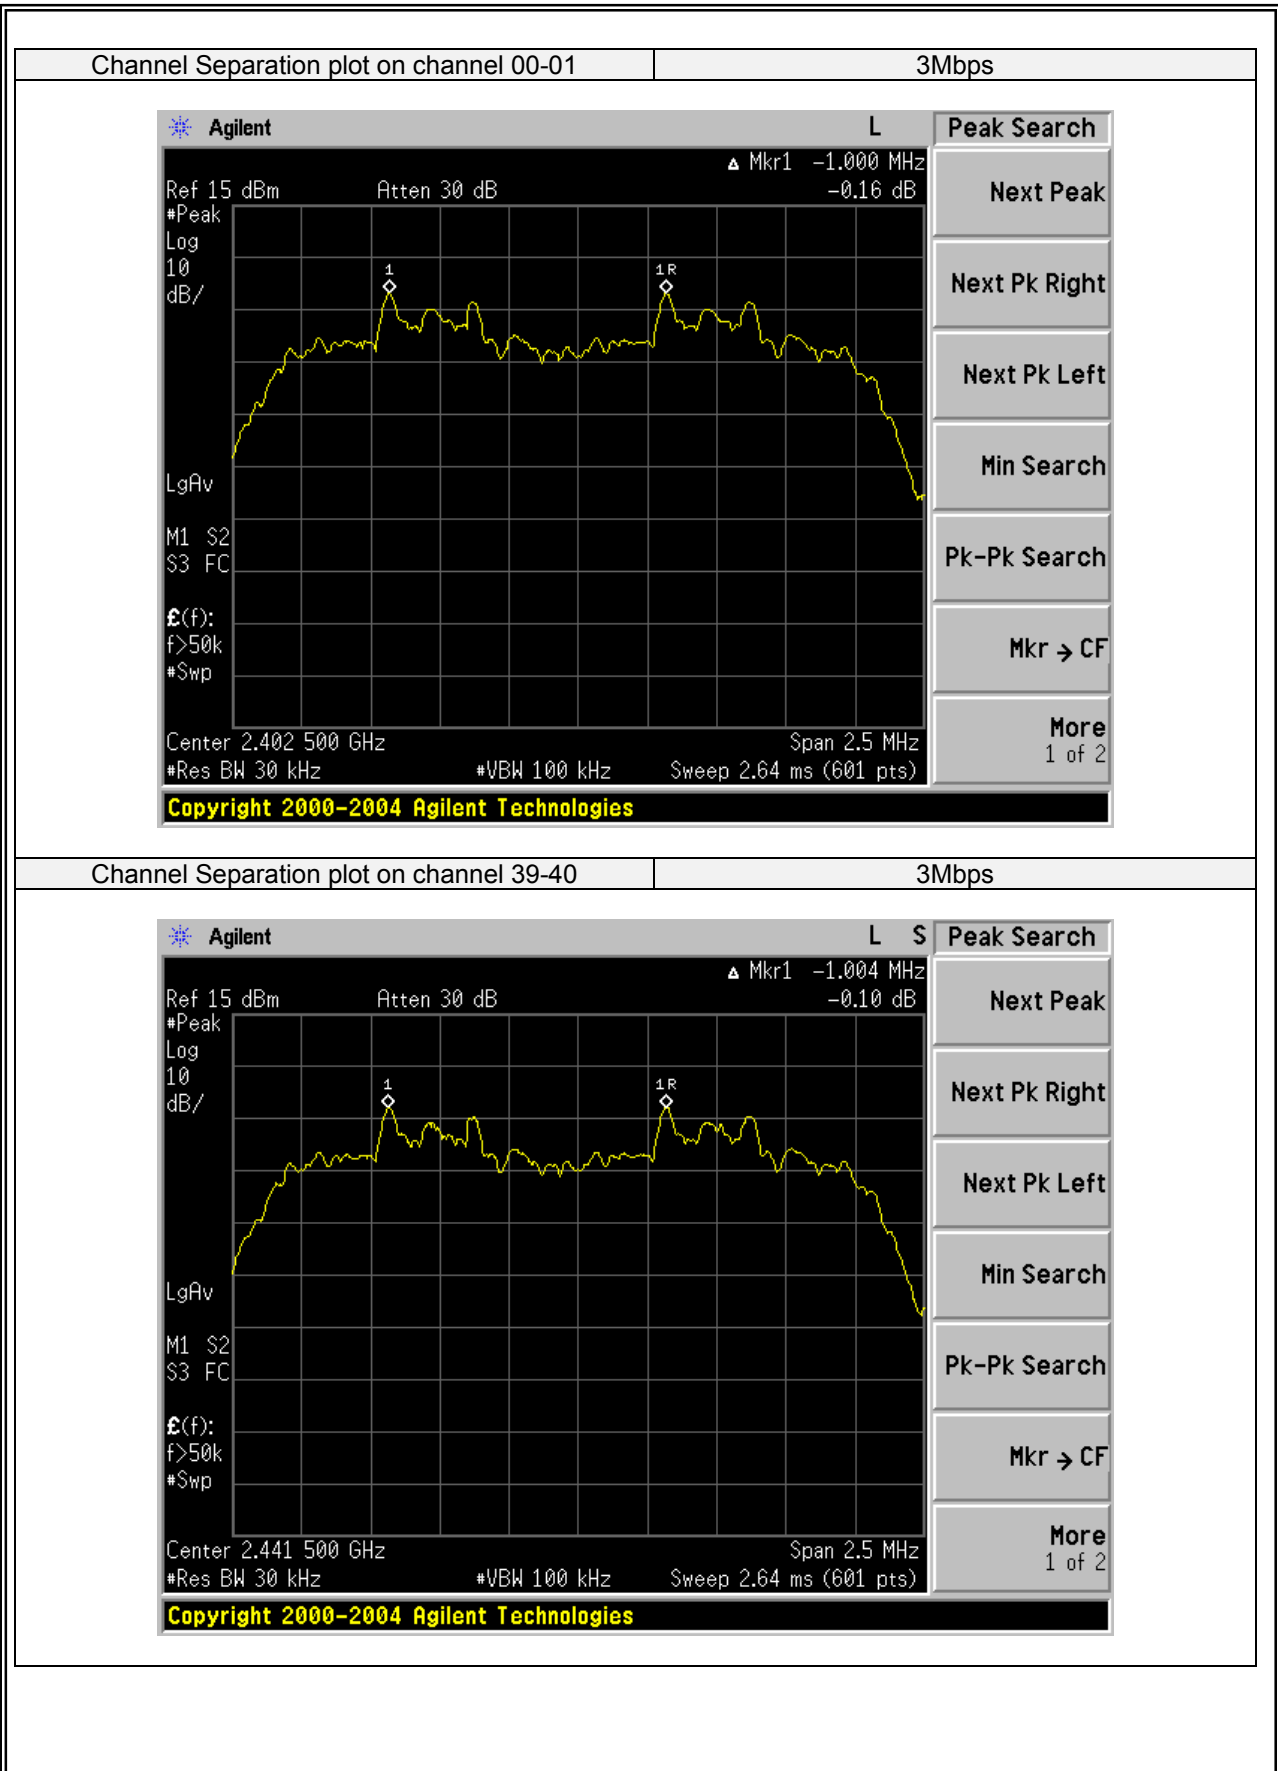 Channel Separation plot on channel 00-01 3Mbps
Agilent L Peak Search
Δ Mkr1 -1.000 MHz
Ref 15 dBm Atten 30 dB -0.16 dB
Next Peak
#Peak
Log
10
dB/
1 1R
Next Pk Right
Next Pk Left
Min Search
LgAv
M1 S2
S3 FC
Pk-Pk Search
£(f):
f>50k
#Swp
Mkr → CF
More
1 of 2
Center 2.402 500 GHz Span 2.5 MHz
#Res BW 30 kHz #VBW 100 kHz Sweep 2.64 ms (601 pts)
Copyright 2000-2004 Agilent Technologies
Channel Separation plot on channel 39-40 3Mbps
Agilent L S Peak Search
Δ Mkr1 -1.004 MHz
Ref 15 dBm Atten 30 dB -0.10 dB
Next Peak
#Peak
Log
10
dB/
1 1R
Next Pk Right
Next Pk Left
Min Search
LgAv
M1 S2
S3 FC
Pk-Pk Search
£(f):
f>50k
#Swp
Mkr → CF
More
1 of 2
Center 2.441 500 GHz Span 2.5 MHz
#Res BW 30 kHz #VBW 100 kHz Sweep 2.64 ms (601 pts)
Copyright 2000-2004 Agilent Technologies